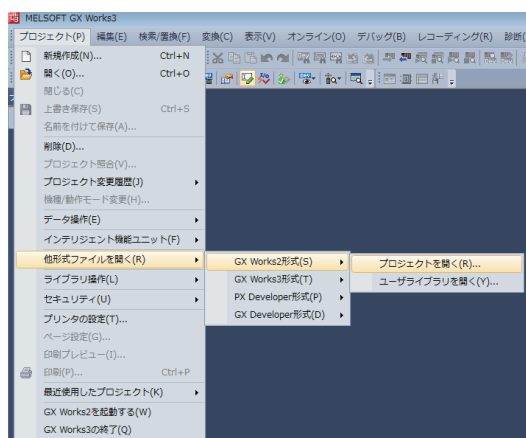 MELSOFT GX Works3
プロジェクト(P) 編集(E) 検索/置換(F) 変換(C) 表示(V) オンライン(O) デバッグ(B) レコーディング(R) 診断(
新規作成(N)... Ctrl+N
開く(O)... Ctrl+O
閉じる(C)
上書き保存(S) Ctrl+S
名前を付けて保存(A)...
削除(D)...
プロジェクト照合(V)...
プロジェクト変更履歴(J)
機種/動作モード変更(H)...
データ操作(E)
インテリジェント機能ユニット(F)
他形式ファイルを開く(R)
GX Works2形式(S)
プロジェクトを開く(R)...
ライブラリ操作(L)
GX Works3形式(T)
ユーザライブラリを開く(Y)...
セキュリティ(U)
PX Developer形式(P)
プリンタの設定(T)...
GX Developer形式(D)
ページ設定(G)...
印刷プレビュー(I)...
印刷(P)... Ctrl+P
最近使用したプロジェクト(K)
GX Works2を起動する(W)
GX Works3の終了(Q)